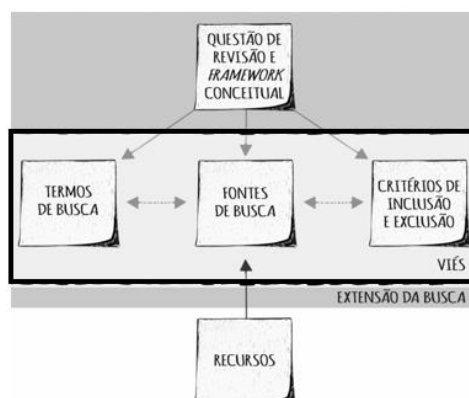 QUESTÃO DE
REVISÃO E
FRAMEWORK
CONCEITUAL
TERMOS
DE BUSCA
FONTES
DE BUSCA
CRITÉRIOS DE
INCLUSÃO
E EXCLUSÃO
VIÉS
EXTENSÃO DA BUSCA
RECURSOS